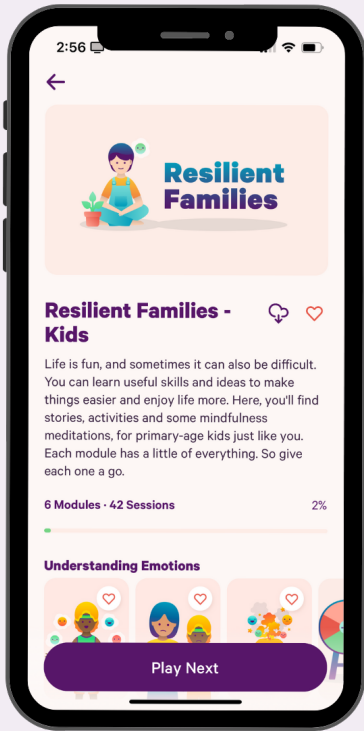 2:56
Resilient
Families
Resilient Families -
Kids
Life is fun, and sometimes it can also be difficult.
You can learn useful skills and ideas to make
things easier and enjoy life more. Here, you'll find
stories, activities and some mindfulness
meditations, for primary-age kids just like you.
Each module has a little of everything. So give
each one a go.
6 Modules · 42 Sessions 2%
Understanding Emotions
Play Next